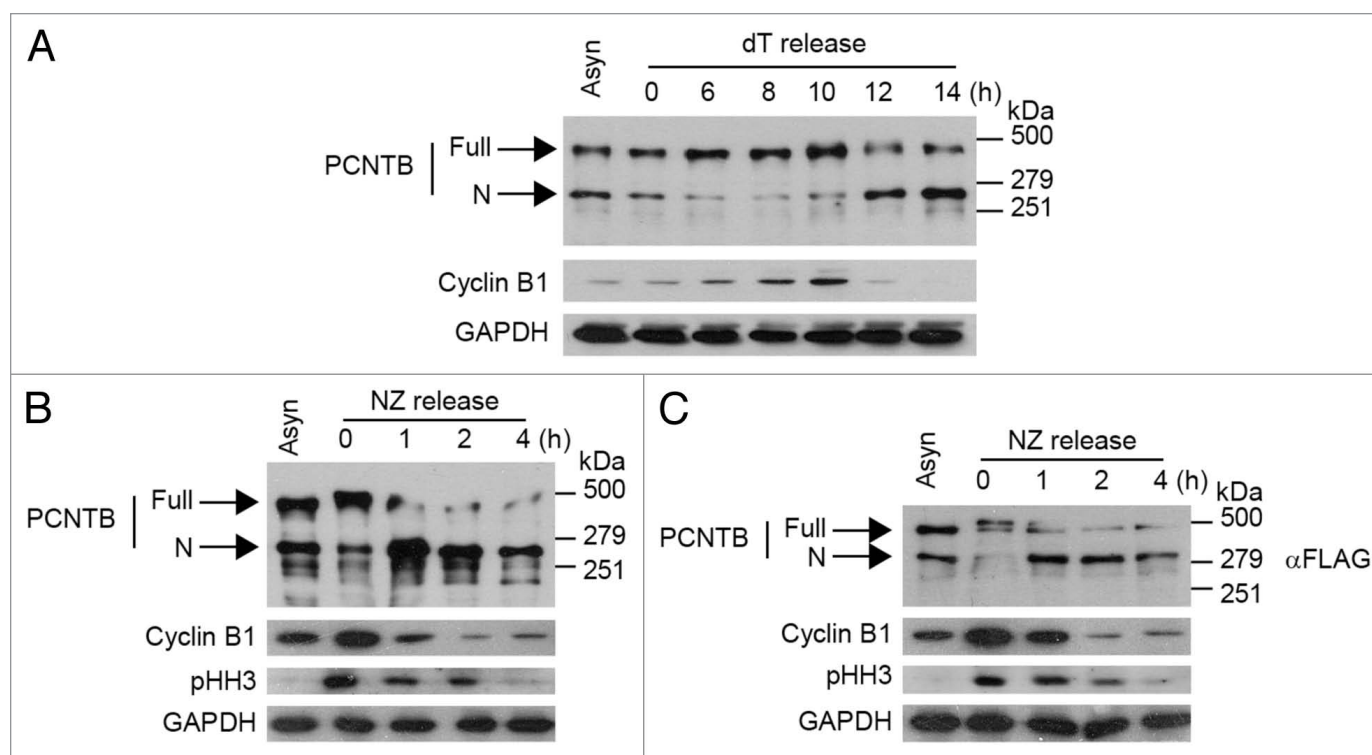 A
Asyn
dT release
0 6 8 10 12 14 (h)
kDa
PCNTB
Full
N
500
279
251
Cyclin B1
GAPDH
B
Asyn
NZ release
0 1 2 4 (h)
kDa
PCNTB
Full
N
500
279
251
Cyclin B1
pHH3
GAPDH
C
Asyn
NZ release
0 1 2 4 (h)
kDa
PCNTB
Full
N
500
279
251
αFLAG
Cyclin B1
pHH3
GAPDH